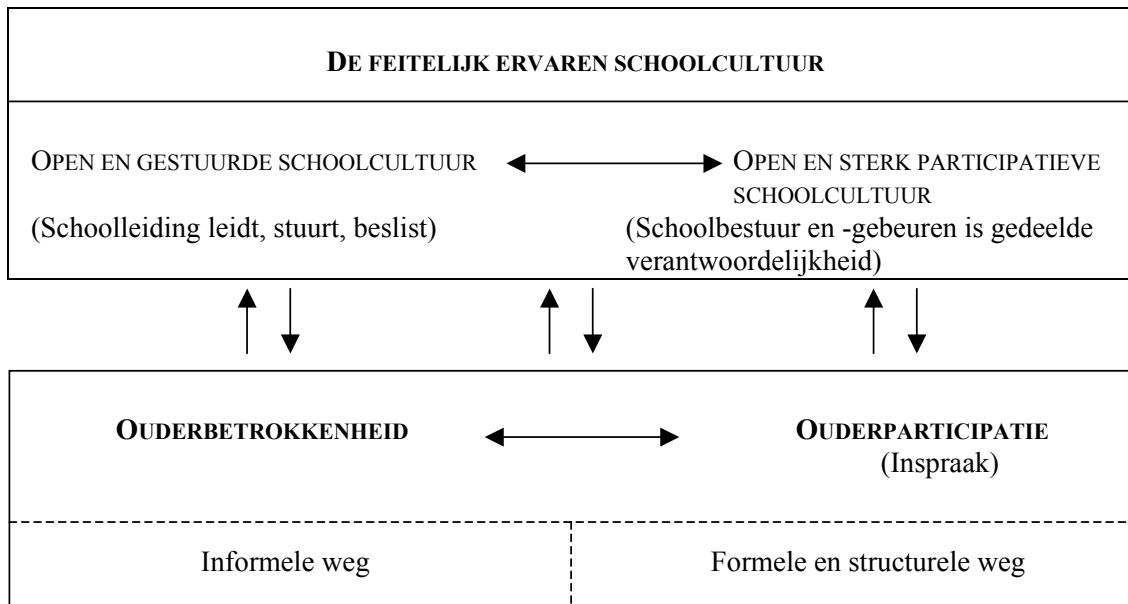 DE FEITELIJK ERVAREN SCHOOLCULTUUR
OPEN EN GESTUURDE SCHOOLCULTUUR
(Schoolleiding leidt, stuurt, beslist)
OPEN EN STERK PARTICIPATIEVE
SCHOOLCULTUUR
(Schoolbestuur en -gebeuren is gedeelde
verantwoordelijkheid)
OUDERBETROKKENHEID
OUDERPARTICIPATIE
(Inspraak)
Informele weg
Formele en structurele weg